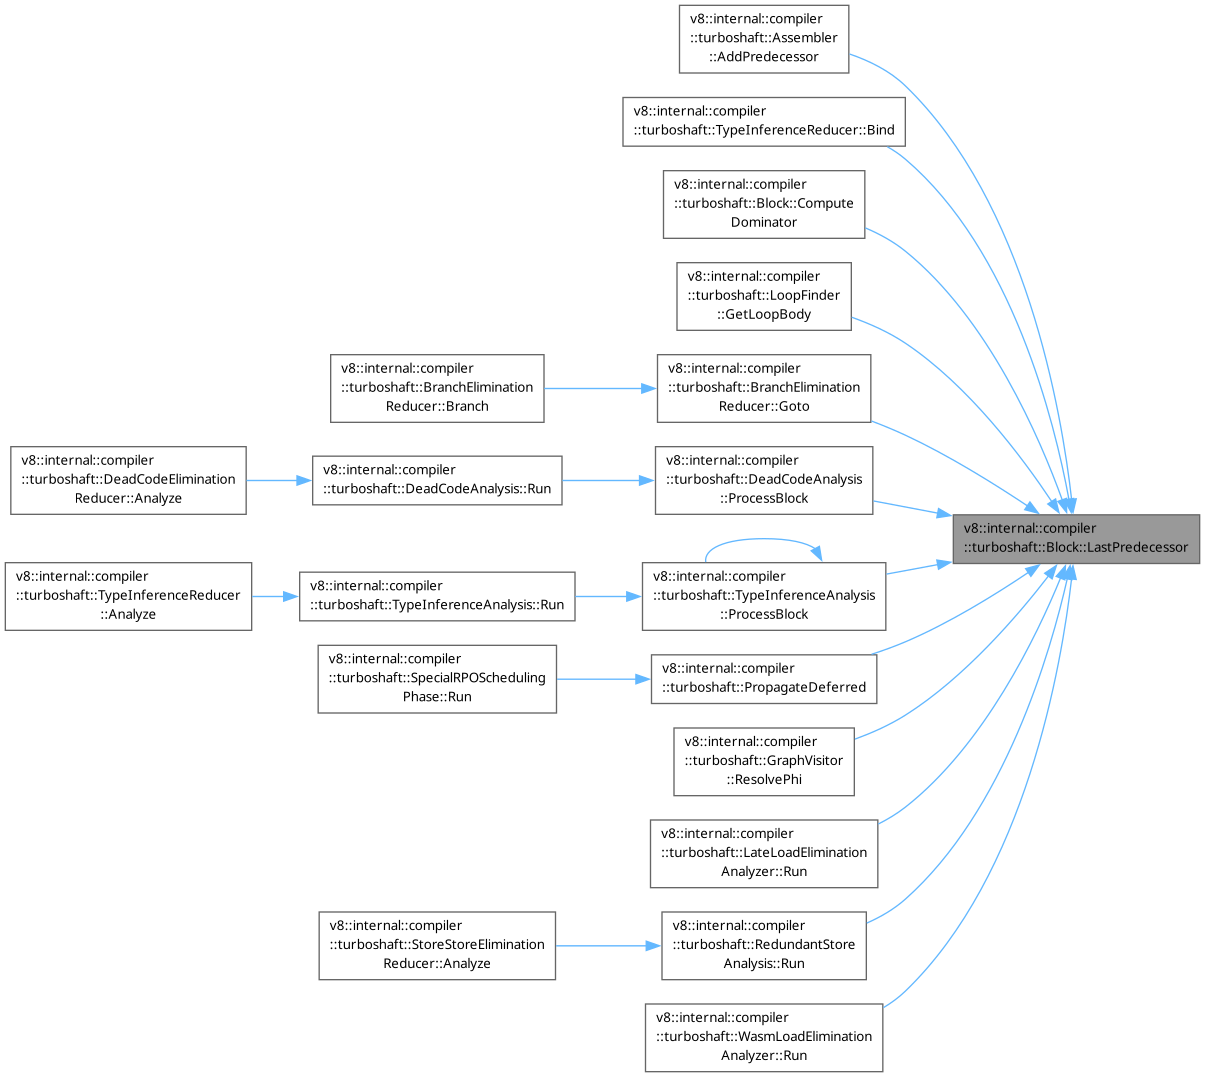 v8::internal::compiler
::turboshaft::Assembler
::AddPredecessor
v8::internal::compiler
::turboshaft::TypeInferenceReducer::Bind
v8::internal::compiler
::turboshaft::Block::Compute
Dominator
v8::internal::compiler
::turboshaft::LoopFinder
::GetLoopBody
v8::internal::compiler
::turboshaft::BranchElimination
Reducer::Branch
v8::internal::compiler
::turboshaft::BranchElimination
Reducer::Goto
v8::internal::compiler
::turboshaft::DeadCodeElimination
Reducer::Analyze
v8::internal::compiler
::turboshaft::DeadCodeAnalysis::Run
v8::internal::compiler
::turboshaft::DeadCodeAnalysis
::ProcessBlock
v8::internal::compiler
::turboshaft::Block::LastPredecessor
v8::internal::compiler
::turboshaft::TypeInferenceReducer
::Analyze
v8::internal::compiler
::turboshaft::TypeInferenceAnalysis::Run
v8::internal::compiler
::turboshaft::TypeInferenceAnalysis
::ProcessBlock
v8::internal::compiler
::turboshaft::SpecialRPOScheduling
Phase::Run
v8::internal::compiler
::turboshaft::PropagateDeferred
v8::internal::compiler
::turboshaft::GraphVisitor
::ResolvePhi
v8::internal::compiler
::turboshaft::LateLoadElimination
Analyzer::Run
v8::internal::compiler
::turboshaft::StoreStoreElimination
Reducer::Analyze
v8::internal::compiler
::turboshaft::RedundantStore
Analysis::Run
v8::internal::compiler
::turboshaft::WasmLoadElimination
Analyzer::Run